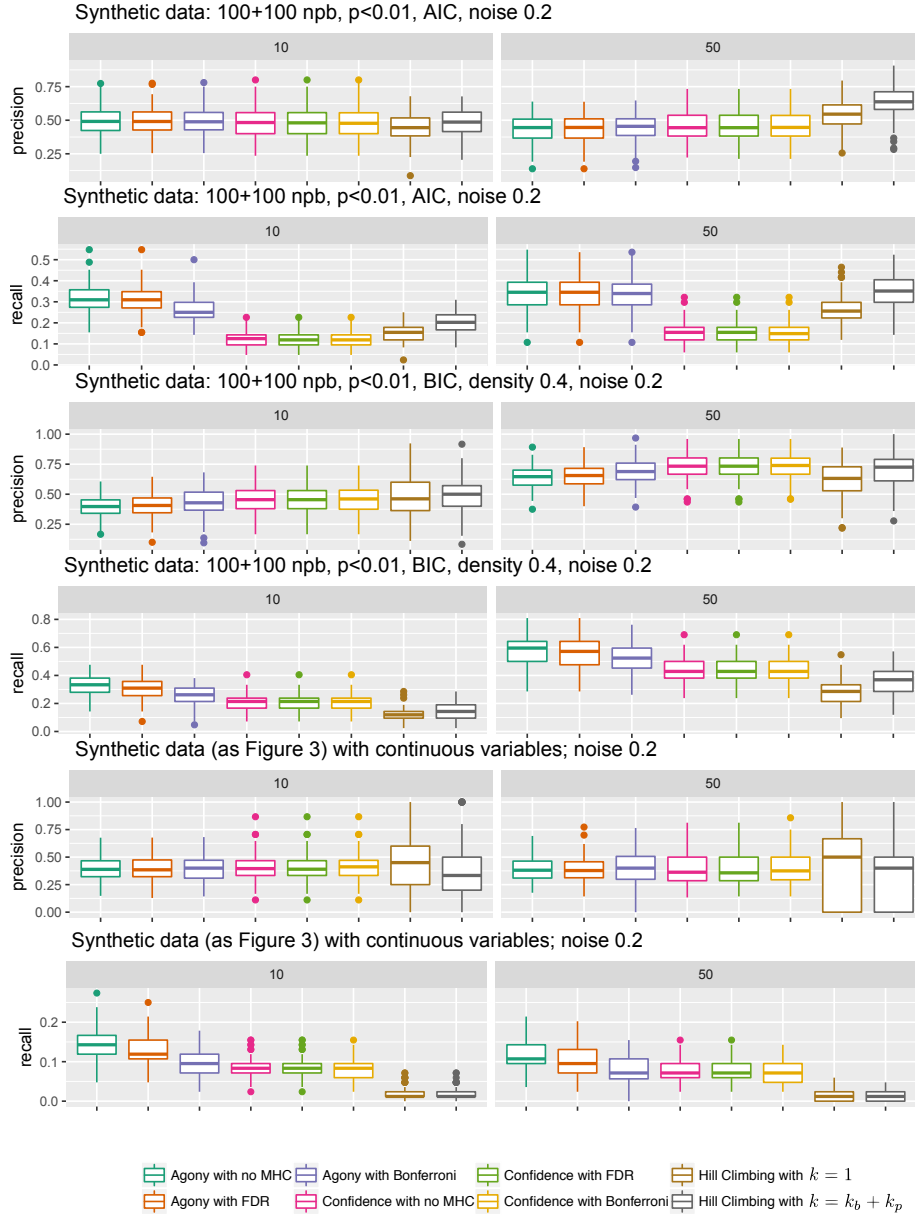 Synthetic data: 100+100 npb, p<0.01, AIC, noise 0.2
10
50
precision
0.75
0.50
0.25
Synthetic data: 100+100 npb, p<0.01, AIC, noise 0.2
10
50
recall
0.5
0.4
0.3
0.2
0.1
0.0
Synthetic data: 100+100 npb, p<0.01, BIC, density 0.4, noise 0.2
10
50
precision
1.00
0.75
0.50
0.25
Synthetic data: 100+100 npb, p<0.01, BIC, density 0.4, noise 0.2
10
50
recall
0.8
0.6
0.4
0.2
0.0
Synthetic data (as Figure 3) with continuous variables; noise 0.2
10
50
precision
1.00
0.75
0.50
0.25
0.00
Synthetic data (as Figure 3) with continuous variables; noise 0.2
10
50
recall
0.2
0.1
0.0
Agony with no MHC Agony with Bonferroni Confidence with FDR Hill Climbing with k = 1
Agony with FDR Confidence with no MHC Confidence with Bonferroni Hill Climbing with k = k_b + k_p